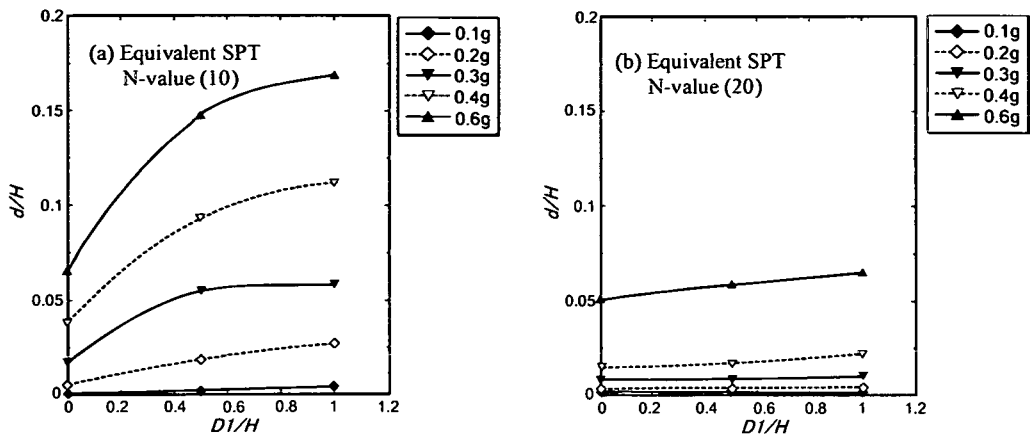 0.2
0.15
0.1
0.05
0
d/H
(a) Equivalent SPT
N-value (10)
0 0.2 0.4 0.6 0.8 1 1.2
D1/H
0.1g
0.2g
0.3g
0.4g
0.6g
0.2
0.15
0.1
0.05
0
d/H
(b) Equivalent SPT
N-value (20)
0 0.2 0.4 0.6 0.8 1 1.2
D1/H
0.1g
0.2g
0.3g
0.4g
0.6g